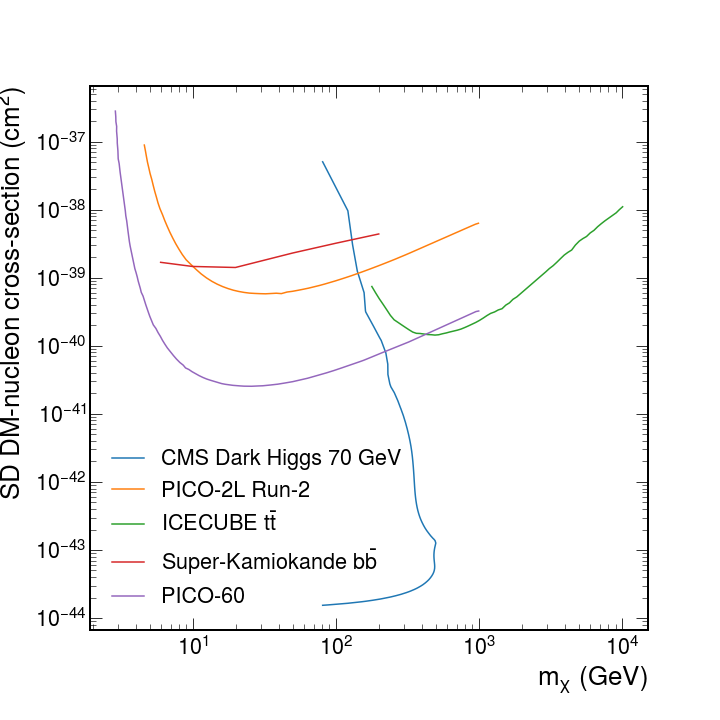 SD DM-nucleon cross-section (cm²)
10⁻³⁷
10⁻³⁸
10⁻³⁹
10⁻⁴⁰
10⁻⁴¹
10⁻⁴²
10⁻⁴³
10⁻⁴⁴
CMS Dark Higgs 70 GeV
PICO-2L Run-2
ICECUBE tt̄
Super-Kamiokande bb̄
PICO-60
10¹ 10² 10³ 10⁴
mᵪ (GeV)